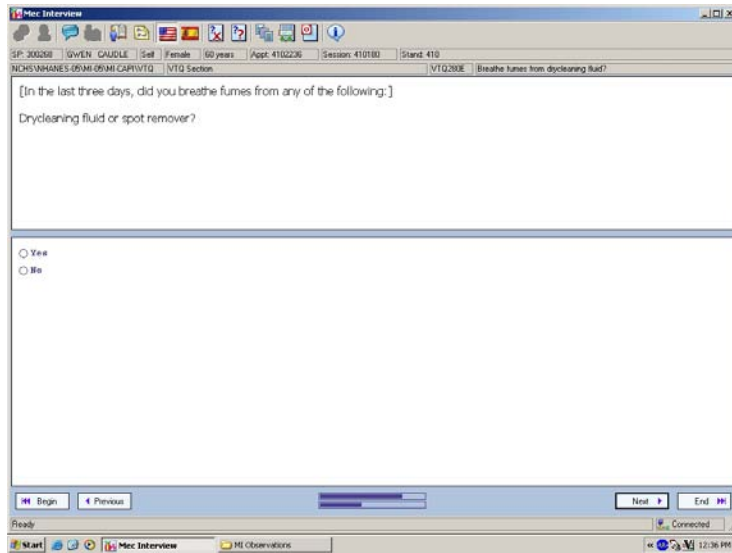 Mec Interview
SP: 300268 GWEN CAUDLE Self Female 60 years Appt: 4102236 Session: 410180 Stand: 410
NCHS\NHANES-05\MI-05\MI-CAPI\VTQ VTQ Section VTQ280E Breathe fumes from drycleaning fluid?
[In the last three days, did you breathe fumes from any of the following:]
Drycleaning fluid or spot remover?
Yes
No
Begin Previous Next End
Ready Connected
Start Mec Interview MI Observations 12:36 PM